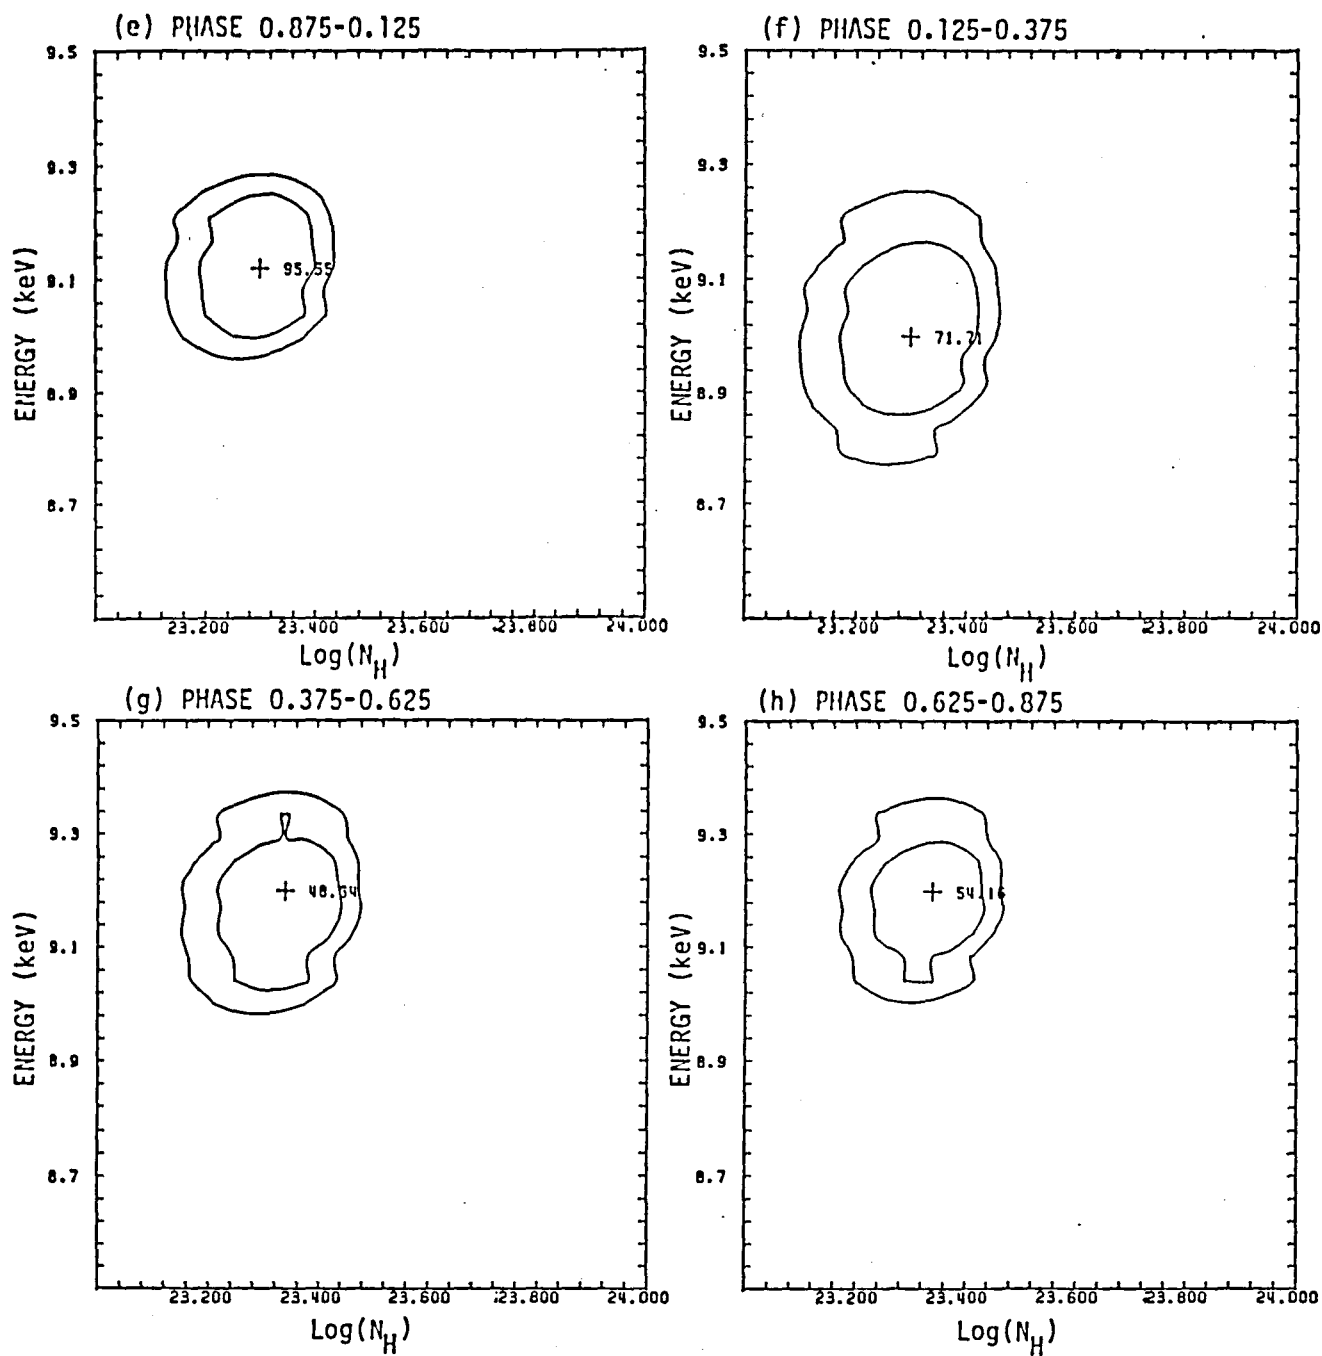 (e) PHASE 0.875-0.125
9.5
9.3
9.1
8.9
8.7
ENERGY (keV)
95.55
23.200 23.400 23.600 23.800 24.000
Log(N_H)
(f) PHASE 0.125-0.375
9.5
9.3
9.1
8.9
8.7
ENERGY (keV)
71.71
23.200 23.400 23.600 23.800 24.000
Log(N_H)
(g) PHASE 0.375-0.625
9.5
9.3
9.1
8.9
8.7
ENERGY (keV)
23.200 23.400 23.600 23.800 24.000
Log(N_H)
(h) PHASE 0.625-0.875
9.5
9.3
9.1
8.9
8.7
ENERGY (keV)
54.16
23.200 23.400 23.600 23.800 24.000
Log(N_H)